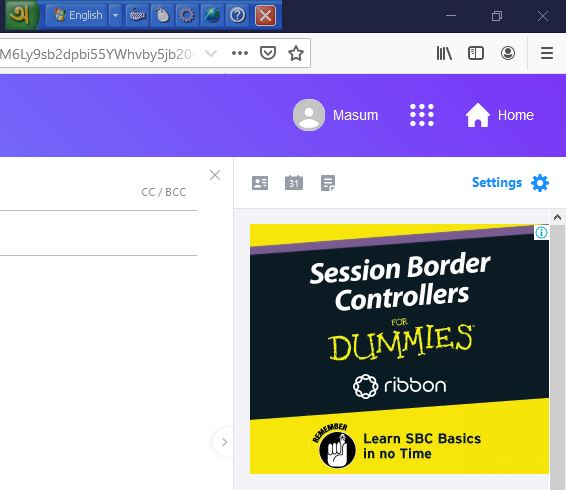 অ
English
M6Ly9sb2dpbi55YWhvby5jb20v
Masum
Home
CC / BCC
31
Settings
Session Border
Controllers
FOR
DUMMIES
ribbon
REMEMBER
Learn SBC Basics
in no Time